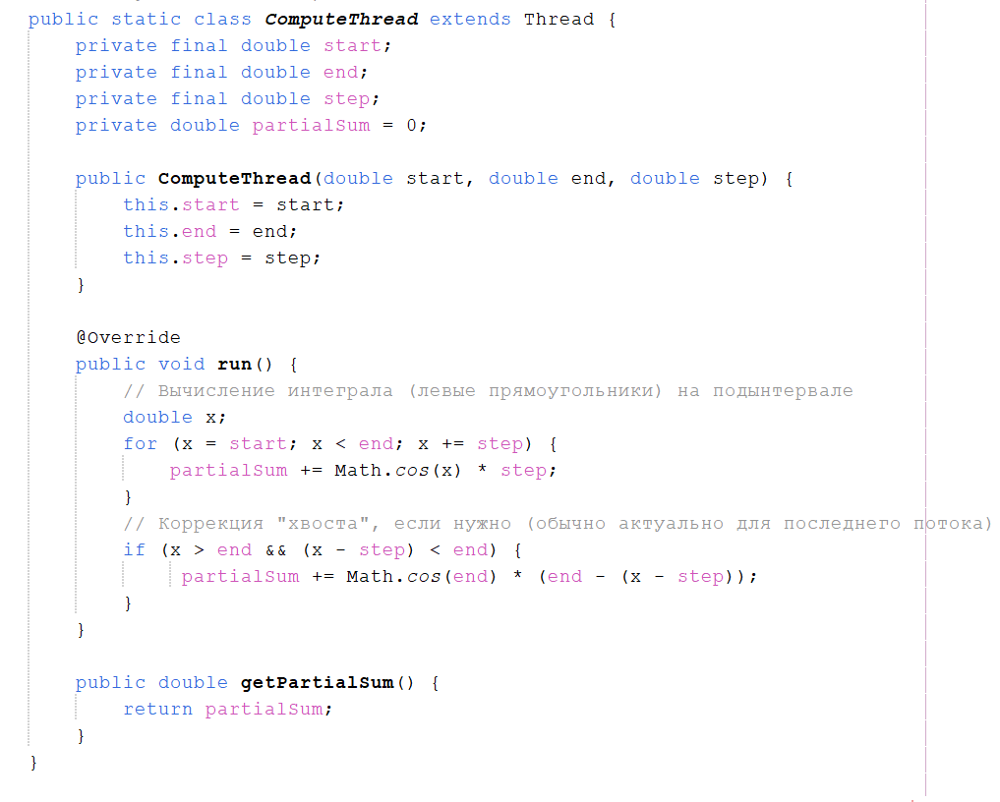 public static class ComputeThread extends Thread {
    private final double start;
    private final double end;
    private final double step;
    private double partialSum = 0;

    public ComputeThread(double start, double end, double step) {
        this.start = start;
        this.end = end;
        this.step = step;
    }

    @Override
    public void run() {
        // Вычисление интеграла (левые прямоугольники) на подынтервале
        double x;
        for (x = start; x < end; x += step) {
            partialSum += Math.cos(x) * step;
        }
        // Коррекция "хвоста", если нужно (обычно актуально для последнего потока)
        if (x > end && (x - step) < end) {
             partialSum += Math.cos(end) * (end - (x - step));
        }
    }

    public double getPartialSum() {
        return partialSum;
    }
}